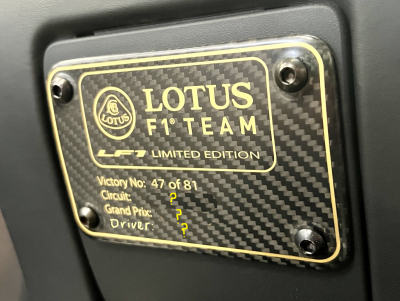 LOTUS
LOTUS
F1® TEAM
LF1 LIMITED EDITION
Victory No: 47 of 81
Circuit: ?
Grand Prix: ?
Driver: ?